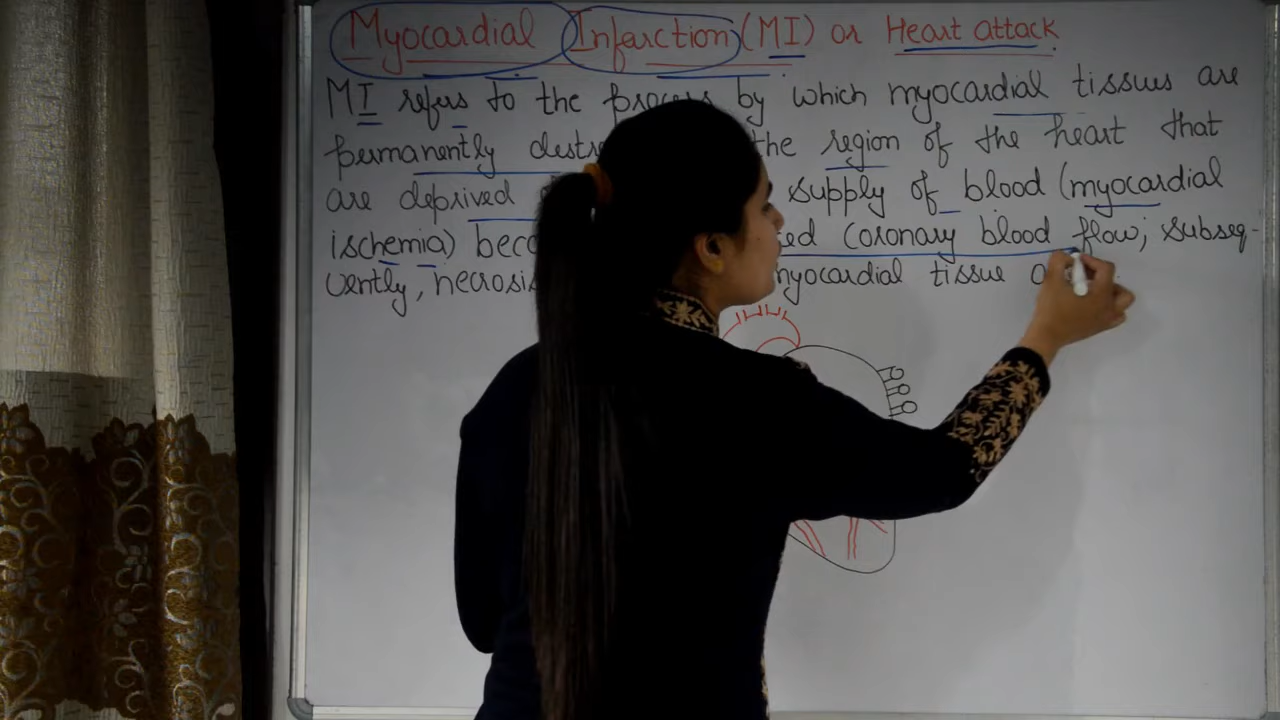 Myocardial Infarction (MI) or Heart attack
MI refers to the process by which myocardial tissues are
permanently the region of the heart that
are deprived supply of blood (myocardial
ischemia) coronary blood flow; subseq-
uently, myocardial tissue